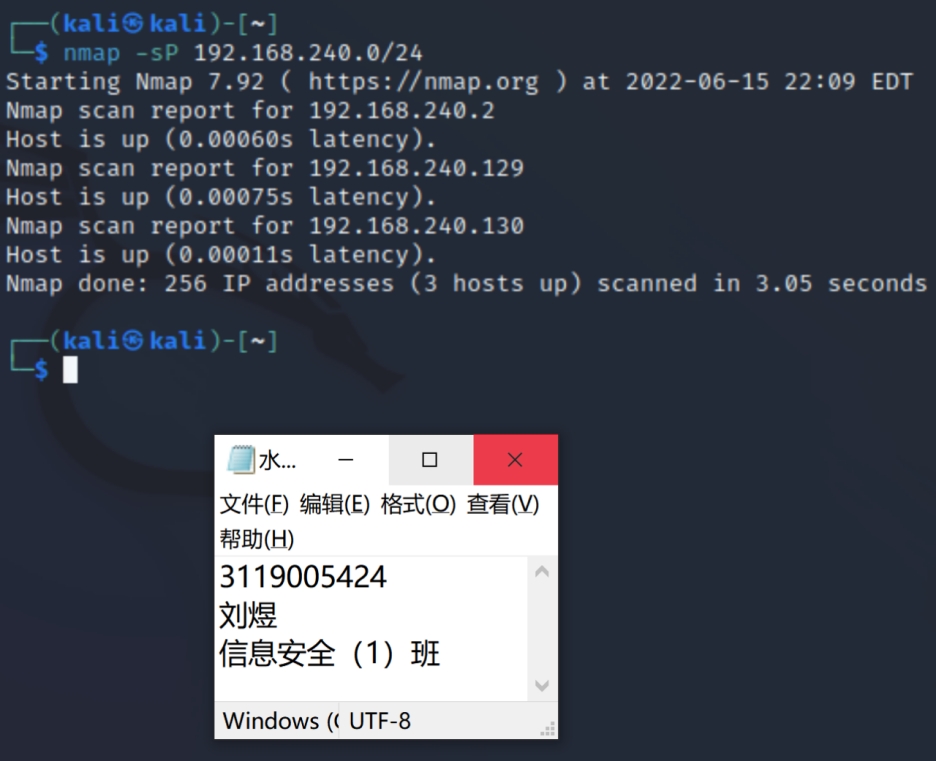 ┌──(kali㉿kali)-[~]
└─$ nmap -sP 192.168.240.0/24
Starting Nmap 7.92 ( https://nmap.org ) at 2022-06-15 22:09 EDT
Nmap scan report for 192.168.240.2
Host is up (0.00060s latency).
Nmap scan report for 192.168.240.129
Host is up (0.00075s latency).
Nmap scan report for 192.168.240.130
Host is up (0.00011s latency).
Nmap done: 256 IP addresses (3 hosts up) scanned in 3.05 seconds
┌──(kali㉿kali)-[~]
└─$
水...
文件(F) 编辑(E) 格式(O) 查看(V)
帮助(H)
3119005424
刘煜
信息安全（1）班
Windows (C UTF-8